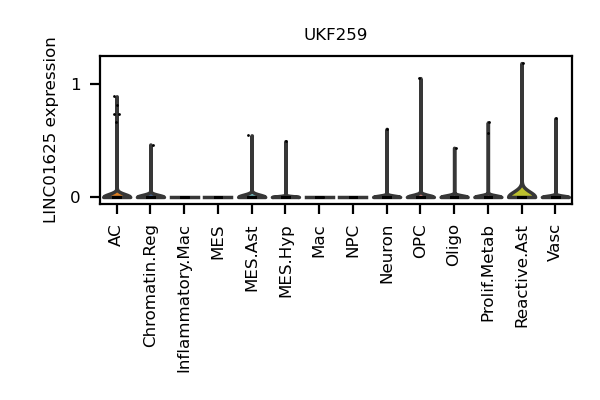 UKF259
LINC01625 expression
1
0
AC
Chromatin.Reg
Inflammatory.Mac
MES
MES.Ast
MES.Hyp
Mac
NPC
Neuron
OPC
Oligo
Prolif.Metab
Reactive.Ast
Vasc